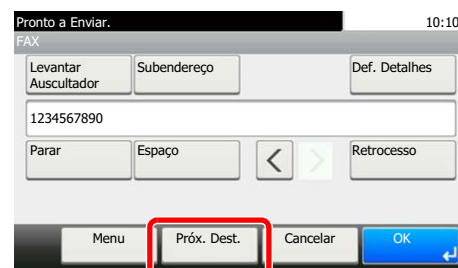 Pronto a Enviar. 10:10
FAX
Levantar Auscultador
Subendereço
Def. Detalhes
1234567890
Parar
Espaço
Retrocesso
Menu
Próx. Dest.
Cancelar
OK